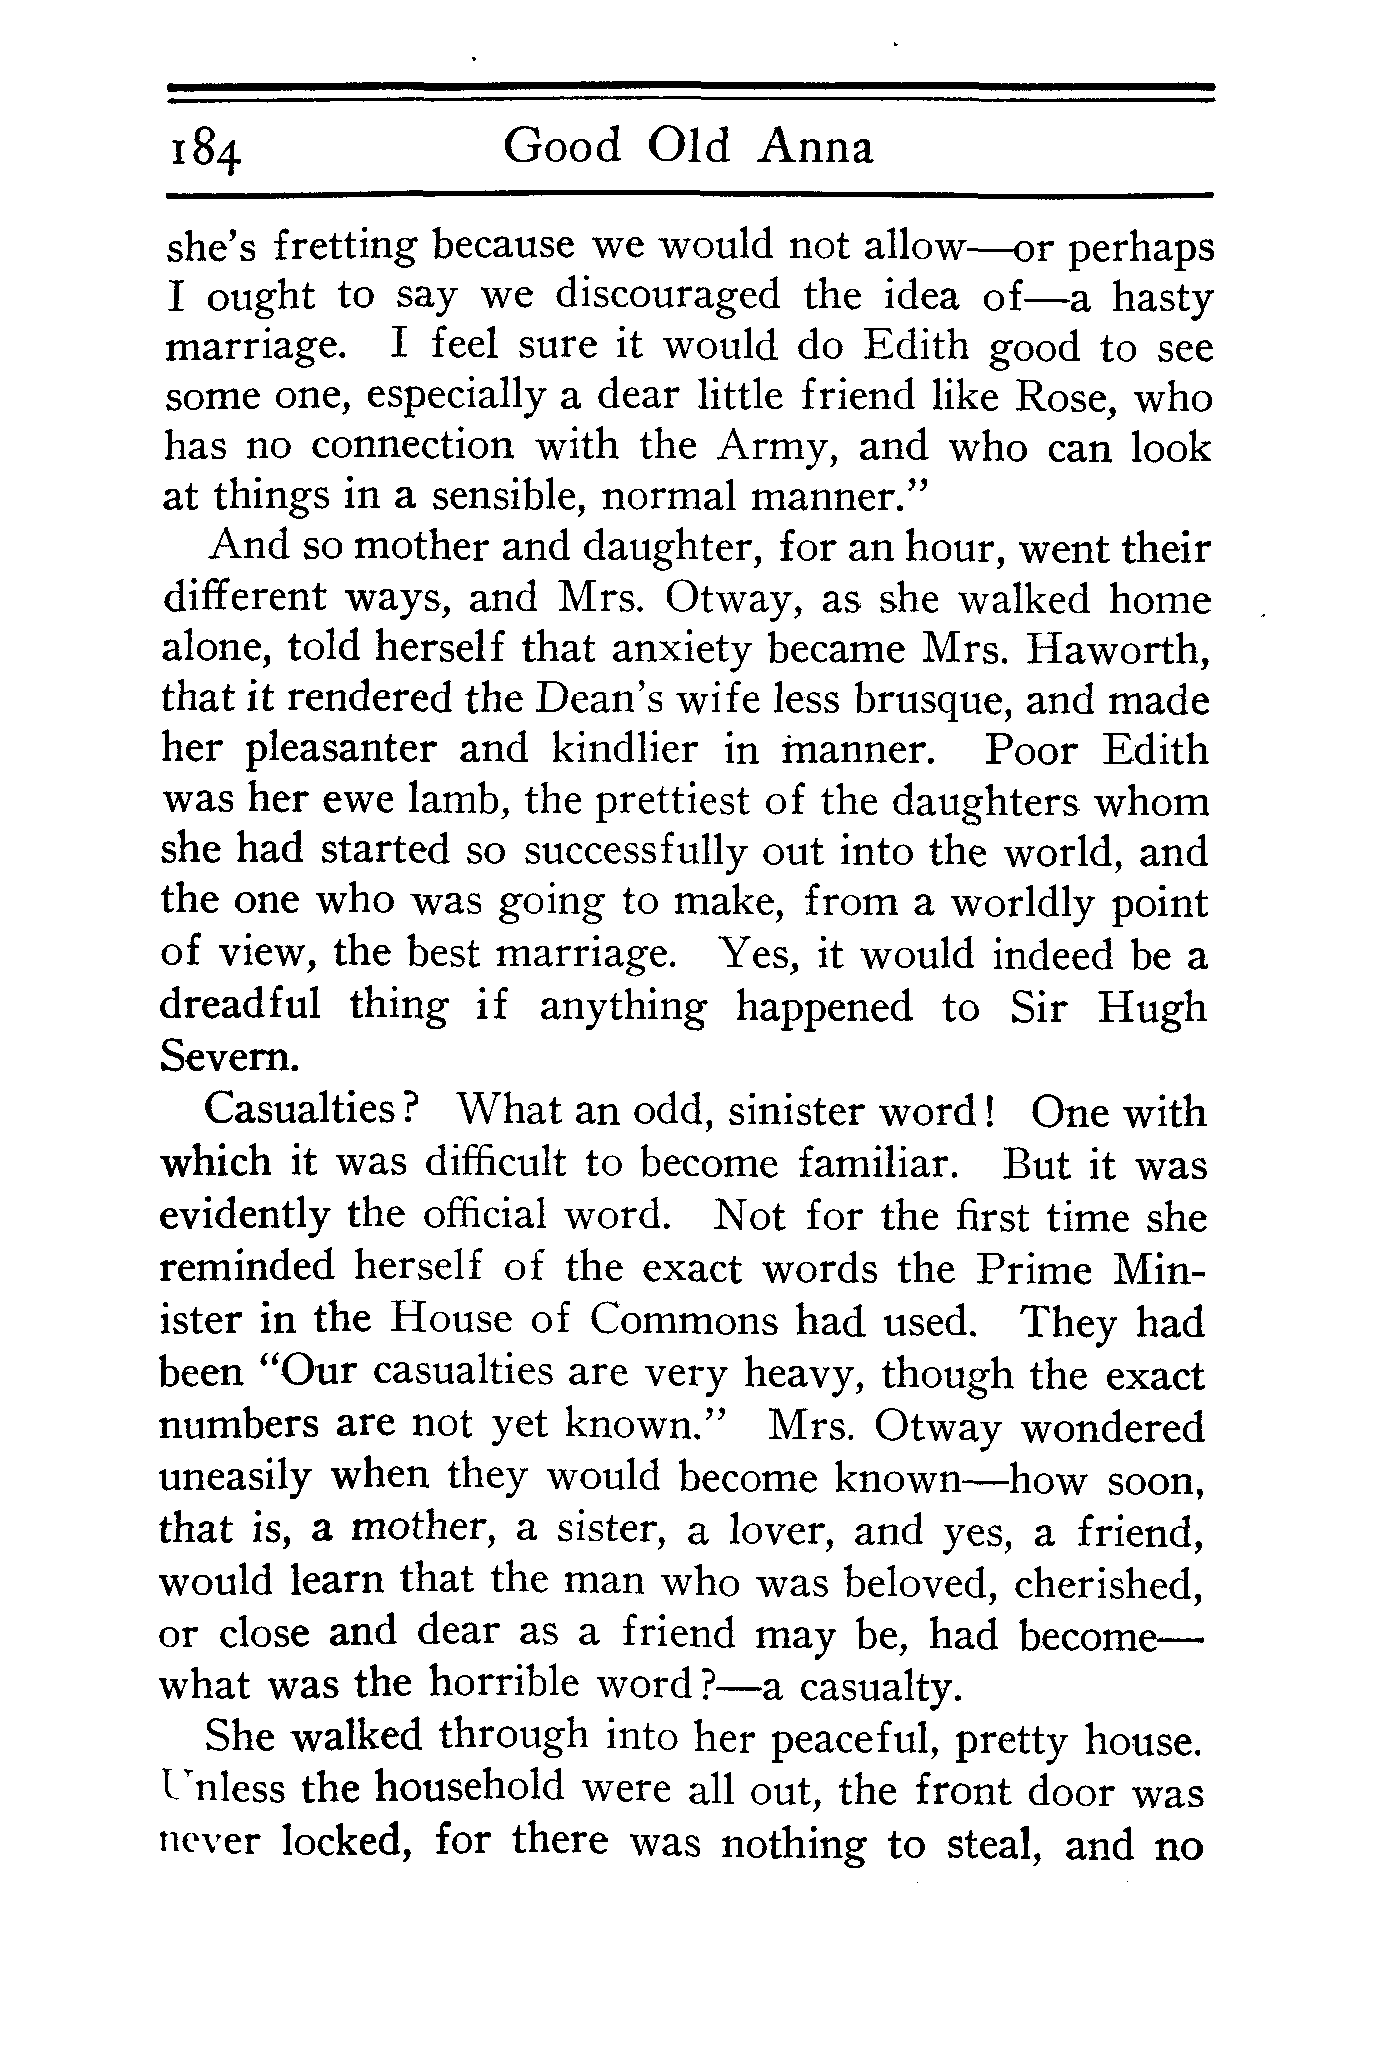 184 Good Old Anna
she's fretting because we would not allow—or perhaps
I ought to say we discouraged the idea of—a hasty
marriage. I feel sure it would do Edith good to see
some one, especially a dear little friend like Rose, who
has no connection with the Army, and who can look
at things in a sensible, normal manner."
And so mother and daughter, for an hour, went their
different ways, and Mrs. Otway, as she walked home
alone, told herself that anxiety became Mrs. Haworth,
that it rendered the Dean's wife less brusque, and made
her pleasanter and kindlier in manner. Poor Edith
was her ewe lamb, the prettiest of the daughters whom
she had started so successfully out into the world, and
the one who was going to make, from a worldly point
of view, the best marriage. Yes, it would indeed be a
dreadful thing if anything happened to Sir Hugh
Severn.
Casualties? What an odd, sinister word! One with
which it was difficult to become familiar. But it was
evidently the official word. Not for the first time she
reminded herself of the exact words the Prime Min-
ister in the House of Commons had used. They had
been "Our casualties are very heavy, though the exact
numbers are not yet known." Mrs. Otway wondered
uneasily when they would become known—how soon,
that is, a mother, a sister, a lover, and yes, a friend,
would learn that the man who was beloved, cherished,
or close and dear as a friend may be, had become—
what was the horrible word?—a casualty.
She walked through into her peaceful, pretty house.
Unless the household were all out, the front door was
never locked, for there was nothing to steal, and no